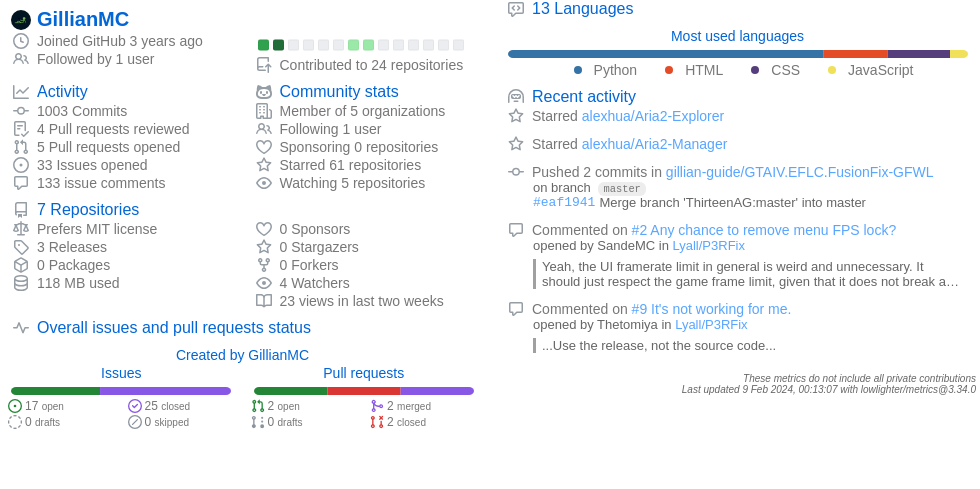 GillianMC
Joined GitHub 3 years ago
Followed by 1 user
Contributed to 24 repositories
Activity
1003 Commits
4 Pull requests reviewed
5 Pull requests opened
33 Issues opened
133 issue comments
Community stats
Member of 5 organizations
Following 1 user
Sponsoring 0 repositories
Starred 61 repositories
Watching 5 repositories
7 Repositories
Prefers MIT license
3 Releases
0 Packages
118 MB used
0 Sponsors
0 Stargazers
0 Forkers
4 Watchers
23 views in last two weeks
Overall issues and pull requests status
Created by GillianMC
Issues
17 open
25 closed
0 drafts
0 skipped
Pull requests
2 open
2 merged
0 drafts
2 closed
13 Languages
Most used languages
Python HTML CSS JavaScript
Recent activity
Starred alexhua/Aria2-Explorer
Starred alexhua/Aria2-Manager
Pushed 2 commits in gillian-guide/GTAIV.EFLC.FusionFix-GFWL
on branch master
#eaf1941 Merge branch 'ThirteenAG:master' into master
Commented on #2 Any chance to remove menu FPS lock?
opened by SandeMC in Lyall/P3RFix
Yeah, the UI framerate limit in general is weird and unnecessary. It
should just respect the game frame limit, given that it does not break a…
Commented on #9 It's not working for me.
opened by Thetomiya in Lyall/P3RFix
...Use the release, not the source code...
These metrics do not include all private contributions
Last updated 9 Feb 2024, 00:13:07 with lowlighter/metrics@3.34.0